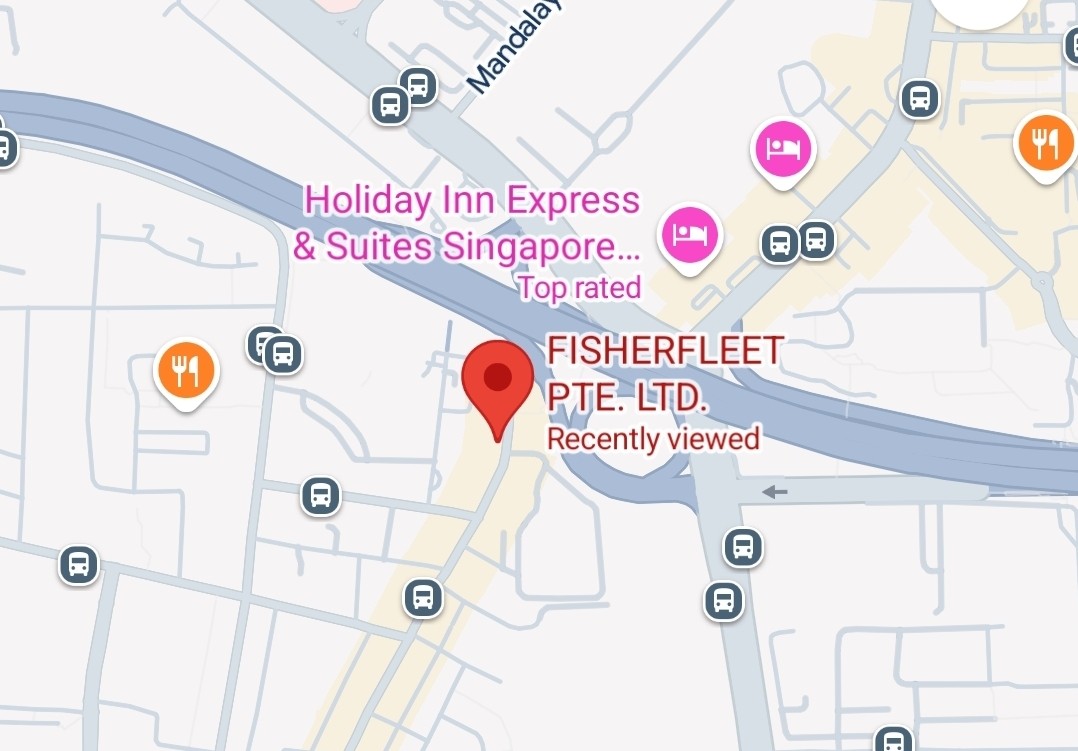 Mandalay
Holiday Inn Express
& Suites Singapore...
Top rated
FISHERFLEET
PTE. LTD.
Recently viewed